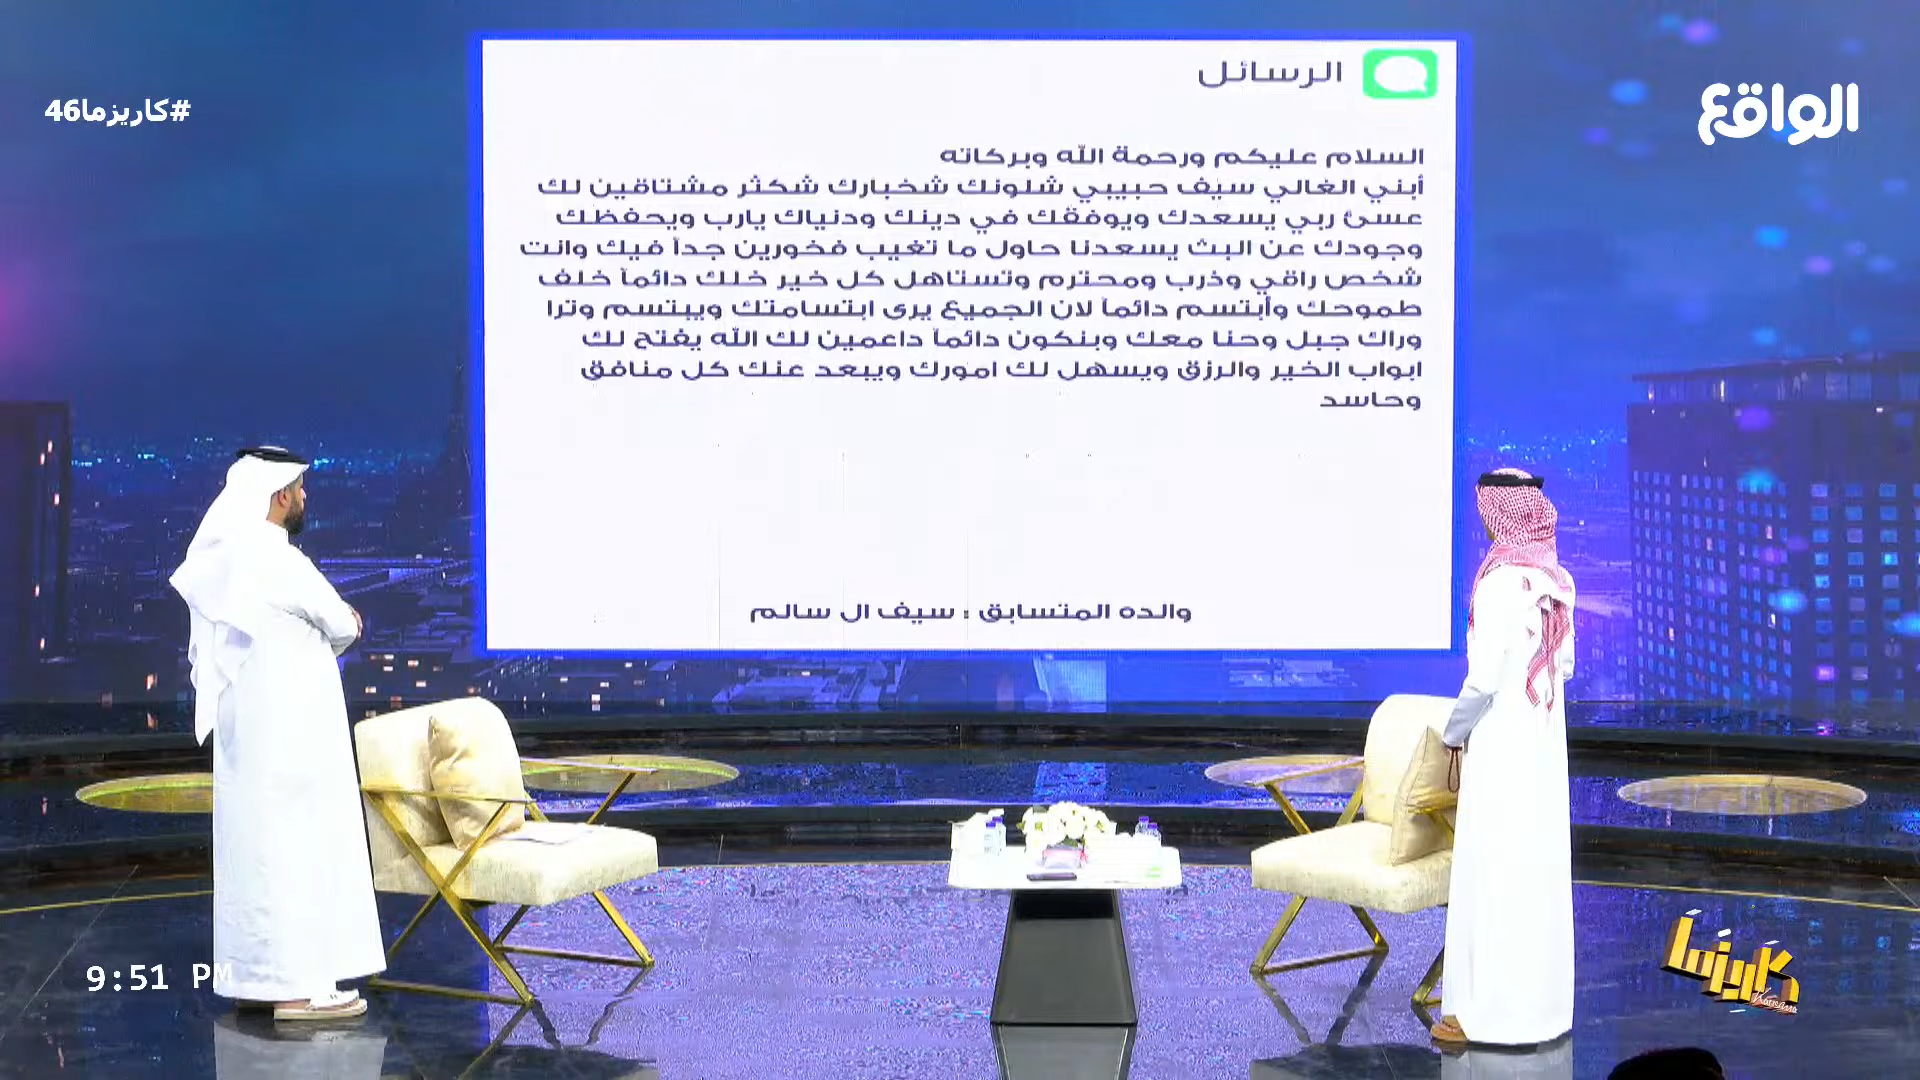 #كاريزما46
الواقع
الرسائل
السلام عليكم ورحمة الله وبركاته
أبني الغالي سيف حبيبي شلونك شخبارك شكثر مشتاقين لك
عسئ ربي يسعدك ويوفقك في دينك ودنياك يارب ويحفظك
وجودك عن البث يسعدنا حاول ما تغيب فخورين جداً فيك وانت
شخص راقي وذرب ومحترم وتستاهل كل خير خلك دائماً خلف
طموحك وأبتسم دائماً لان الجميع يرى ابتسامتك ويبتسم وترا
وراك جبل وحنا معك وبنكون دائماً داعمين لك الله يفتح لك
ابواب الخير والرزق ويسهل لك امورك ويبعد عنك كل منافق
وحاسد
والده المتسابق : سيف ال سالم
9:51 PM
كاريزما